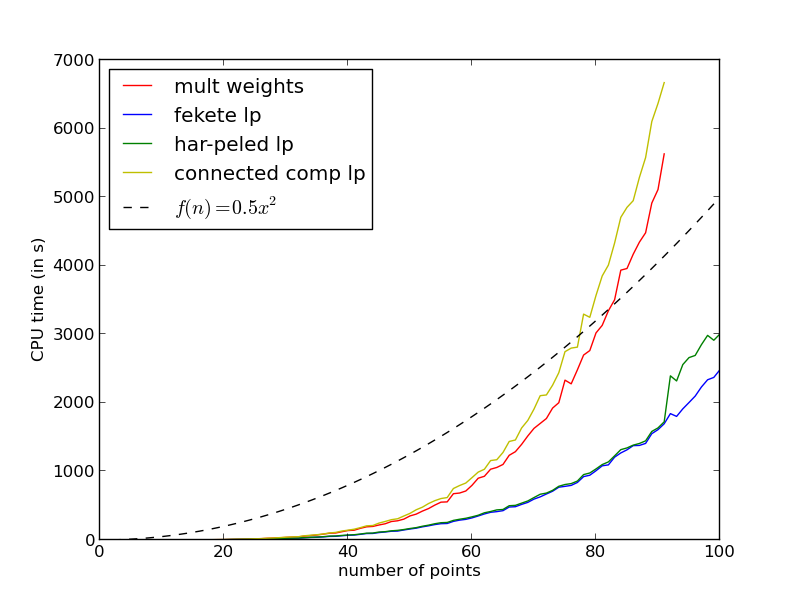 7000
6000
5000
4000
3000
2000
1000
0
CPU time (in s)
mult weights
fekete lp
har-peled lp
connected comp lp
f(n)=0.5x²
0 20 40 60 80 100
number of points